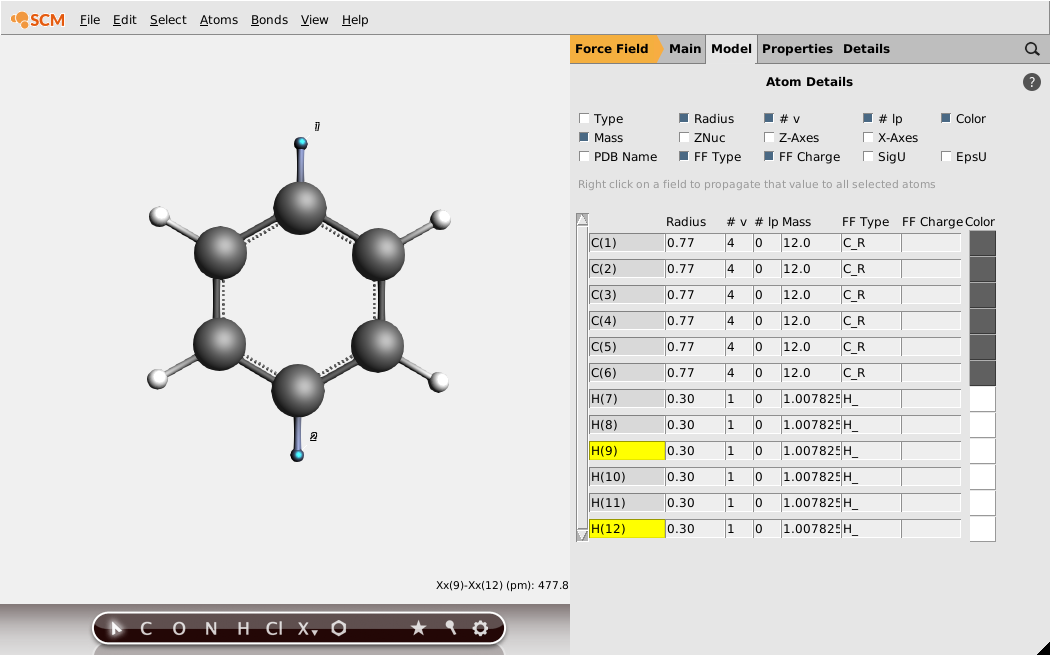 SCM File Edit Select Atoms Bonds View Help
Force Field Main Model Properties Details
Atom Details
?
Type Radius # v # lp Color
Mass ZNuc Z-Axes X-Axes
PDB Name FF Type FF Charge SigU EpsU
Right click on a field to propagate that value to all selected atoms
Radius # v # lp Mass FF Type FF Charge Color
C(1) 0.77 4 0 12.0 C_R
C(2) 0.77 4 0 12.0 C_R
C(3) 0.77 4 0 12.0 C_R
C(4) 0.77 4 0 12.0 C_R
C(5) 0.77 4 0 12.0 C_R
C(6) 0.77 4 0 12.0 C_R
H(7) 0.30 1 0 1.007825 H_
H(8) 0.30 1 0 1.007825 H_
H(9) 0.30 1 0 1.007825 H_
H(10) 0.30 1 0 1.007825 H_
H(11) 0.30 1 0 1.007825 H_
H(12) 0.30 1 0 1.007825 H_
1
2
Xx(9)-Xx(12) (pm): 477.8
C O N H Cl X